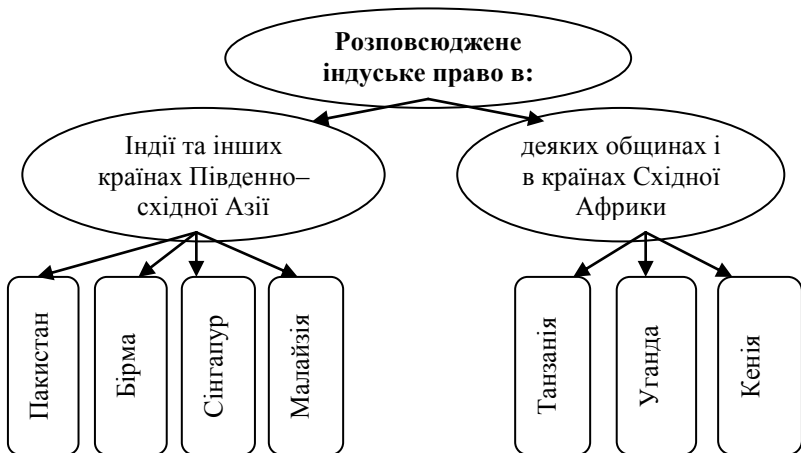 Розповсюджене
індуське право в:
Індії та інших
країнах Південно–
східної Азії
деяких общинах і
в країнах Східної
Африки
Пакистан
Бірма
Сінгапур
Малайзія
Танзанія
Уганда
Кенія